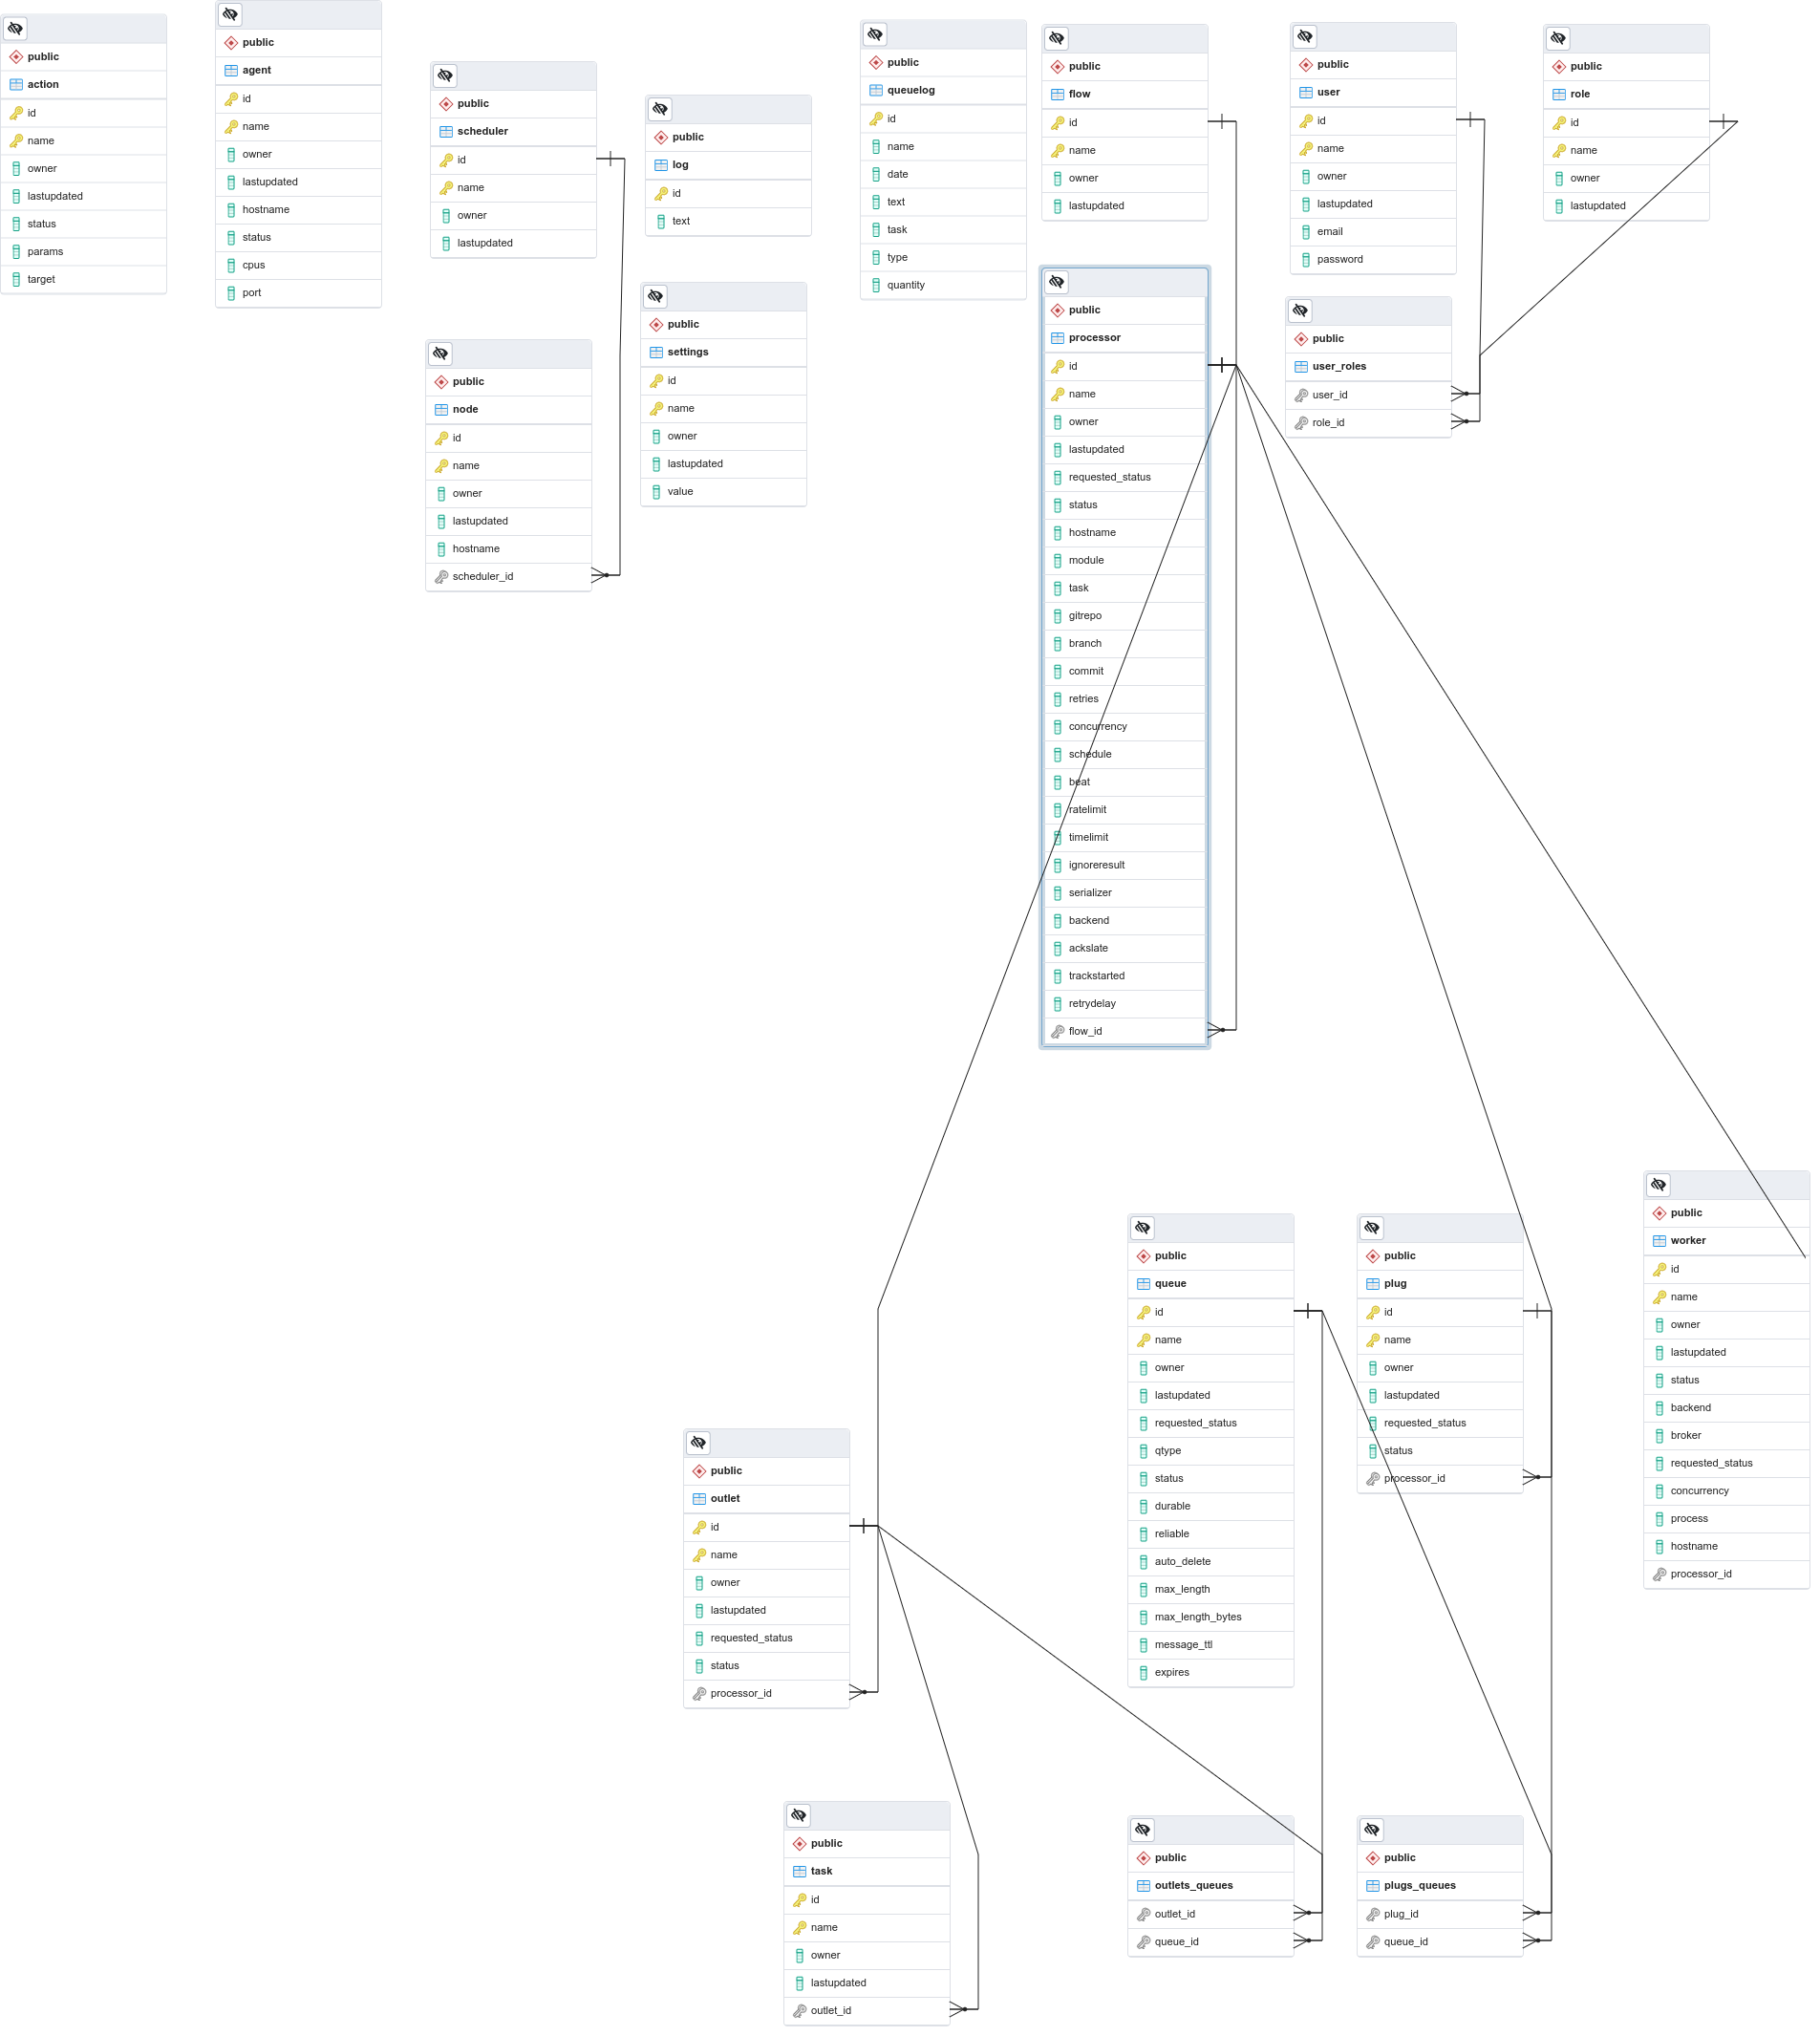 public
action
id
name
owner
lastupdated
status
params
target
public
agent
id
name
owner
lastupdated
hostname
status
cpus
port
public
scheduler
id
name
owner
lastupdated
public
log
id
text
public
queuelog
id
name
date
text
task
type
quantity
public
flow
id
name
owner
lastupdated
public
user
id
name
owner
lastupdated
email
password
public
role
id
name
owner
lastupdated
public
node
id
name
owner
lastupdated
hostname
scheduler_id
public
settings
id
name
owner
lastupdated
value
public
processor
id
name
owner
lastupdated
requested_status
status
hostname
module
task
gitrepo
branch
commit
retries
concurrency
schedule
beat
ratelimit
timelimit
ignoreresult
serializer
backend
ackslate
trackstarted
retrydelay
flow_id
public
user_roles
user_id
role_id
public
outlet
id
name
owner
lastupdated
requested_status
status
processor_id
public
queue
id
name
owner
lastupdated
requested_status
qtype
status
durable
reliable
auto_delete
max_length
max_length_bytes
message_ttl
expires
public
plug
id
name
owner
lastupdated
requested_status
status
processor_id
public
worker
id
name
owner
lastupdated
status
backend
broker
requested_status
concurrency
process
hostname
processor_id
public
task
id
name
owner
lastupdated
outlet_id
public
outlets_queues
outlet_id
queue_id
public
plugs_queues
plug_id
queue_id